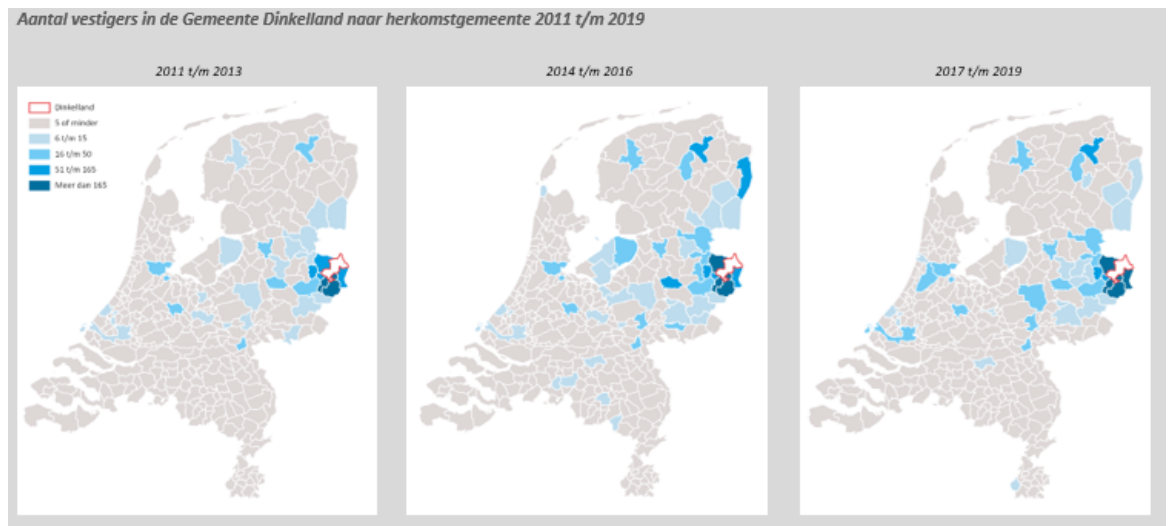 Aantal vestigers in de Gemeente Dinkelland naar herkomstgemeente 2011 t/m 2019
2011 t/m 2013
2014 t/m 2016
2017 t/m 2019
Dinkelland
5 of minder
6 t/m 15
16 t/m 50
51 t/m 165
Meer dan 165